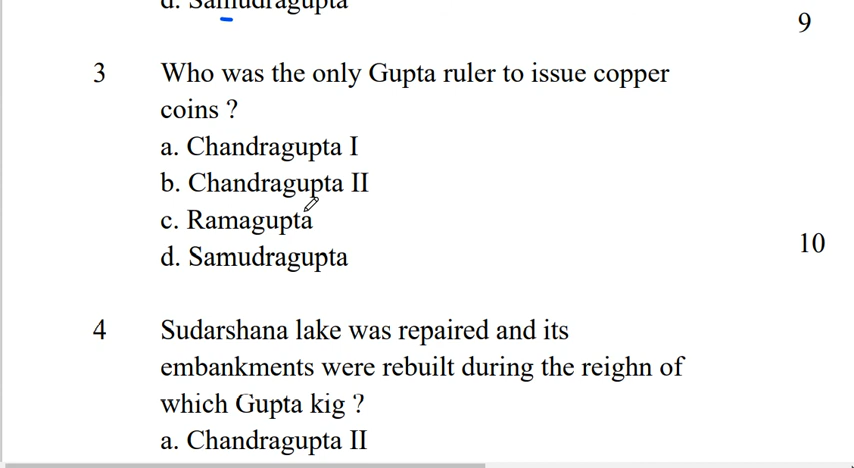 d. Samudragupta
9
3 Who was the only Gupta ruler to issue copper
coins ?
a. Chandragupta I
b. Chandragupta II
c. Ramagupta
d. Samudragupta
10
4 Sudarshana lake was repaired and its
embankments were rebuilt during the reighn of
which Gupta kig ?
a. Chandragupta II